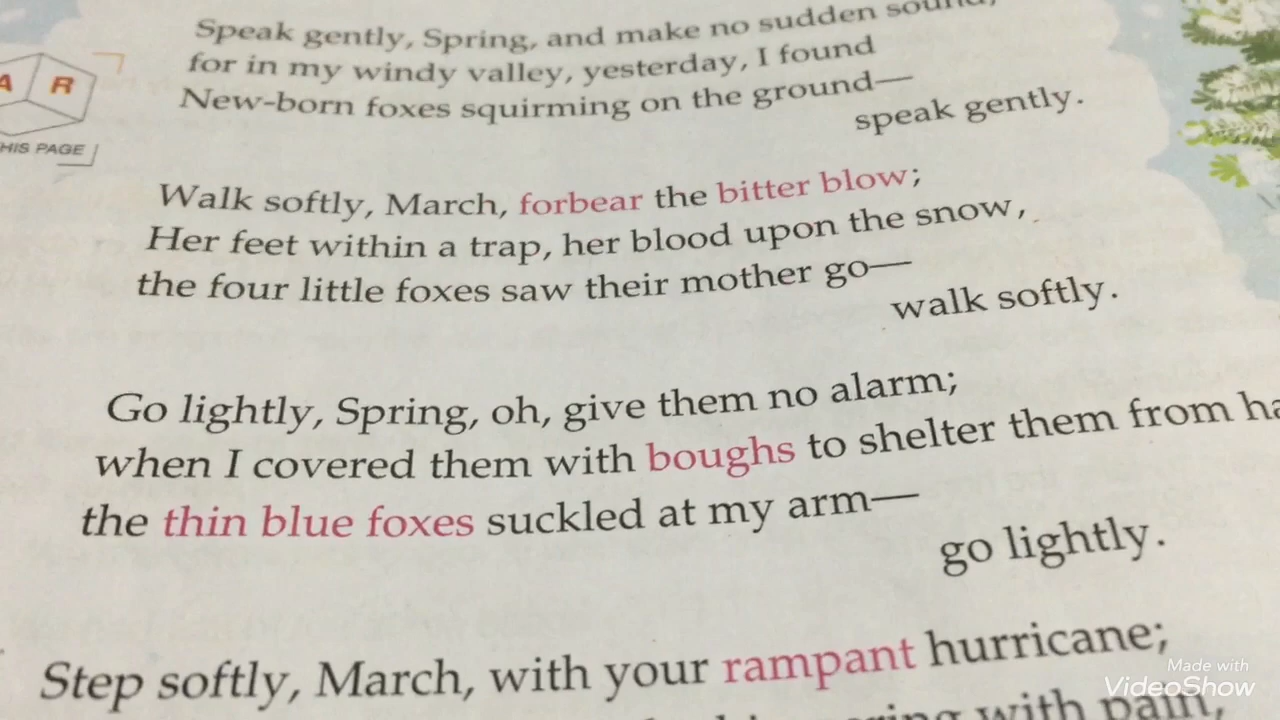 Speak gently, Spring, and make no sudden sound,
for in my windy valley, yesterday, I found
New-born foxes squirming on the ground—
speak gently.
A R
HIS PAGE
Walk softly, March, forbear the bitter blow;
Her feet within a trap, her blood upon the snow,
the four little foxes saw their mother go—
walk softly.
Go lightly, Spring, oh, give them no alarm;
when I covered them with boughs to shelter them from ha
the thin blue foxes suckled at my arm—
go lightly.
Step softly, March, with your rampant hurricane;
with pain,
Made with
VideoShow